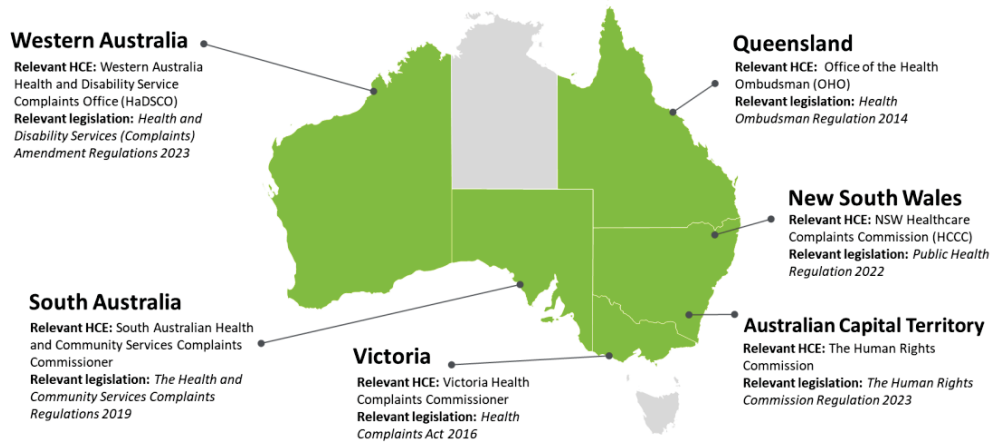 Western Australia
Relevant HCE: Western Australia
Health and Disability Service
Complaints Office (HaDSCO)
Relevant legislation: Health and
Disability Services (Complaints)
Amendment Regulations 2023
Queensland
Relevant HCE: Office of the Health
Ombudsman (OHO)
Relevant legislation: Health
Ombudsman Regulation 2014
New South Wales
Relevant HCE: NSW Healthcare
Complaints Commission (HCCC)
Relevant legislation: Public Health
Regulation 2022
South Australia
Relevant HCE: South Australian Health
and Community Services Complaints
Commissioner
Relevant legislation: The Health and
Community Services Complaints
Regulations 2019
Victoria
Relevant HCE: Victoria Health
Complaints Commissioner
Relevant legislation: Health
Complaints Act 2016
Australian Capital Territory
Relevant HCE: The Human Rights
Commission
Relevant legislation: The Human Rights
Commission Regulation 2023